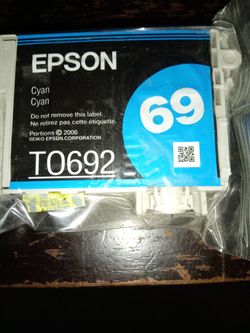 EPSON
Cyan
Cyan
69
Do not remove this label.
Ne retirez pas cette étiquette.
Portions © 2006
SEIKO EPSON CORPORATION
TO692